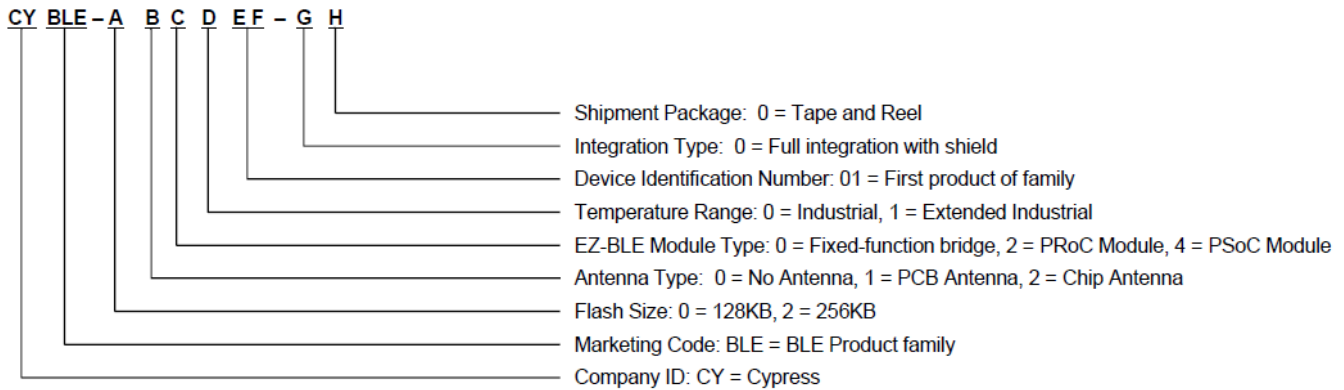 CY BLE – A B C D E F – G H
Shipment Package: 0 = Tape and Reel
Integration Type: 0 = Full integration with shield
Device Identification Number: 01 = First product of family
Temperature Range: 0 = Industrial, 1 = Extended Industrial
EZ-BLE Module Type: 0 = Fixed-function bridge, 2 = PRoC Module, 4 = PSoC Module
Antenna Type: 0 = No Antenna, 1 = PCB Antenna, 2 = Chip Antenna
Flash Size: 0 = 128KB, 2 = 256KB
Marketing Code: BLE = BLE Product family
Company ID: CY = Cypress